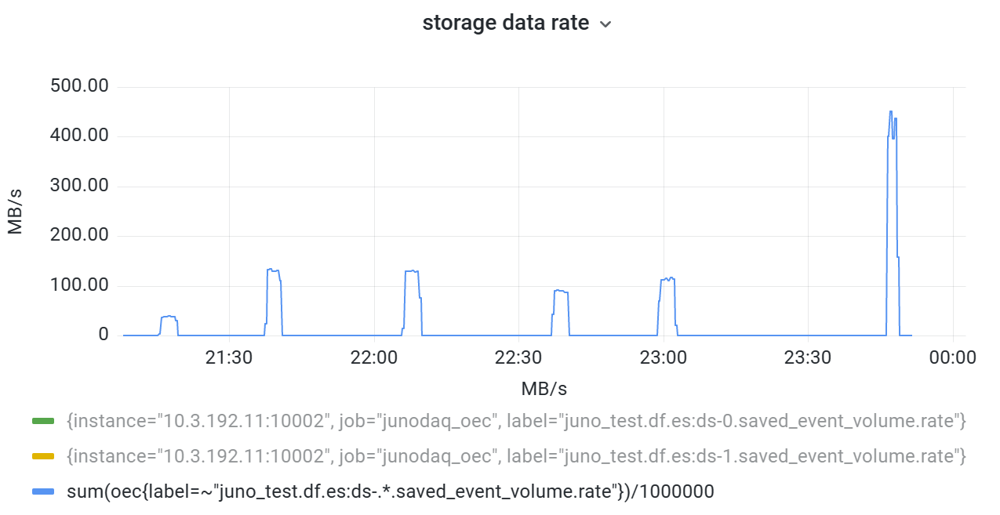 storage data rate
500.00
400.00
300.00
200.00
100.00
0
MB/s
21:30 22:00 22:30 23:00 23:30 00:00
MB/s
{instance="10.3.192.11:10002", job="junodaq_oec", label="juno_test.df.es:ds-0.saved_event_volume.rate"}
{instance="10.3.192.11:10002", job="junodaq_oec", label="juno_test.df.es:ds-1.saved_event_volume.rate"}
sum(oec{label=~"juno_test.df.es:ds-.*.saved_event_volume.rate"})/1000000